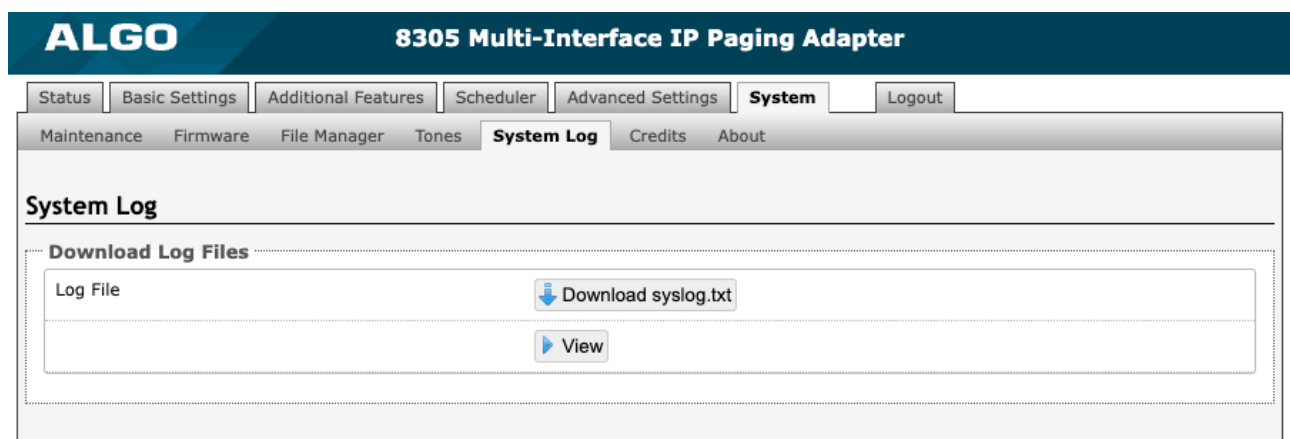 ALGO 8305 Multi-Interface IP Paging Adapter
Status Basic Settings Additional Features Scheduler Advanced Settings System Logout
Maintenance Firmware File Manager Tones System Log Credits About
System Log
Download Log Files
Log File Download syslog.txt
View